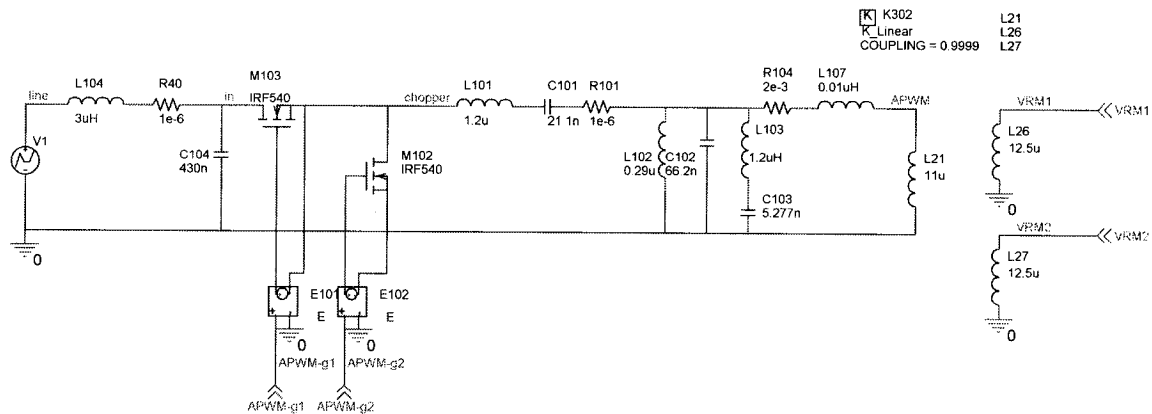 K K302 L21
K_Linear L26
COUPLING = 0.9999 L27
L104
3uH
R40
1e-6
M103
IRF540
L101
1.2u
C101
21.1n
R101
1e-6
R104
2e-3
L107
0.01uH
line
in
chopper
APWM
VRM1
VRM1
V1
C104
430n
M102
IRF540
L102
0.29u
C102
66.2n
L103
1.2uH
C103
5.277n
L21
11u
L26
12.5u
0
VRM2
VRM2
L27
12.5u
0
0
E101
E
E102
E
0
0
APWM-g1
APWM-g2
APWM-g1
APWM-g2